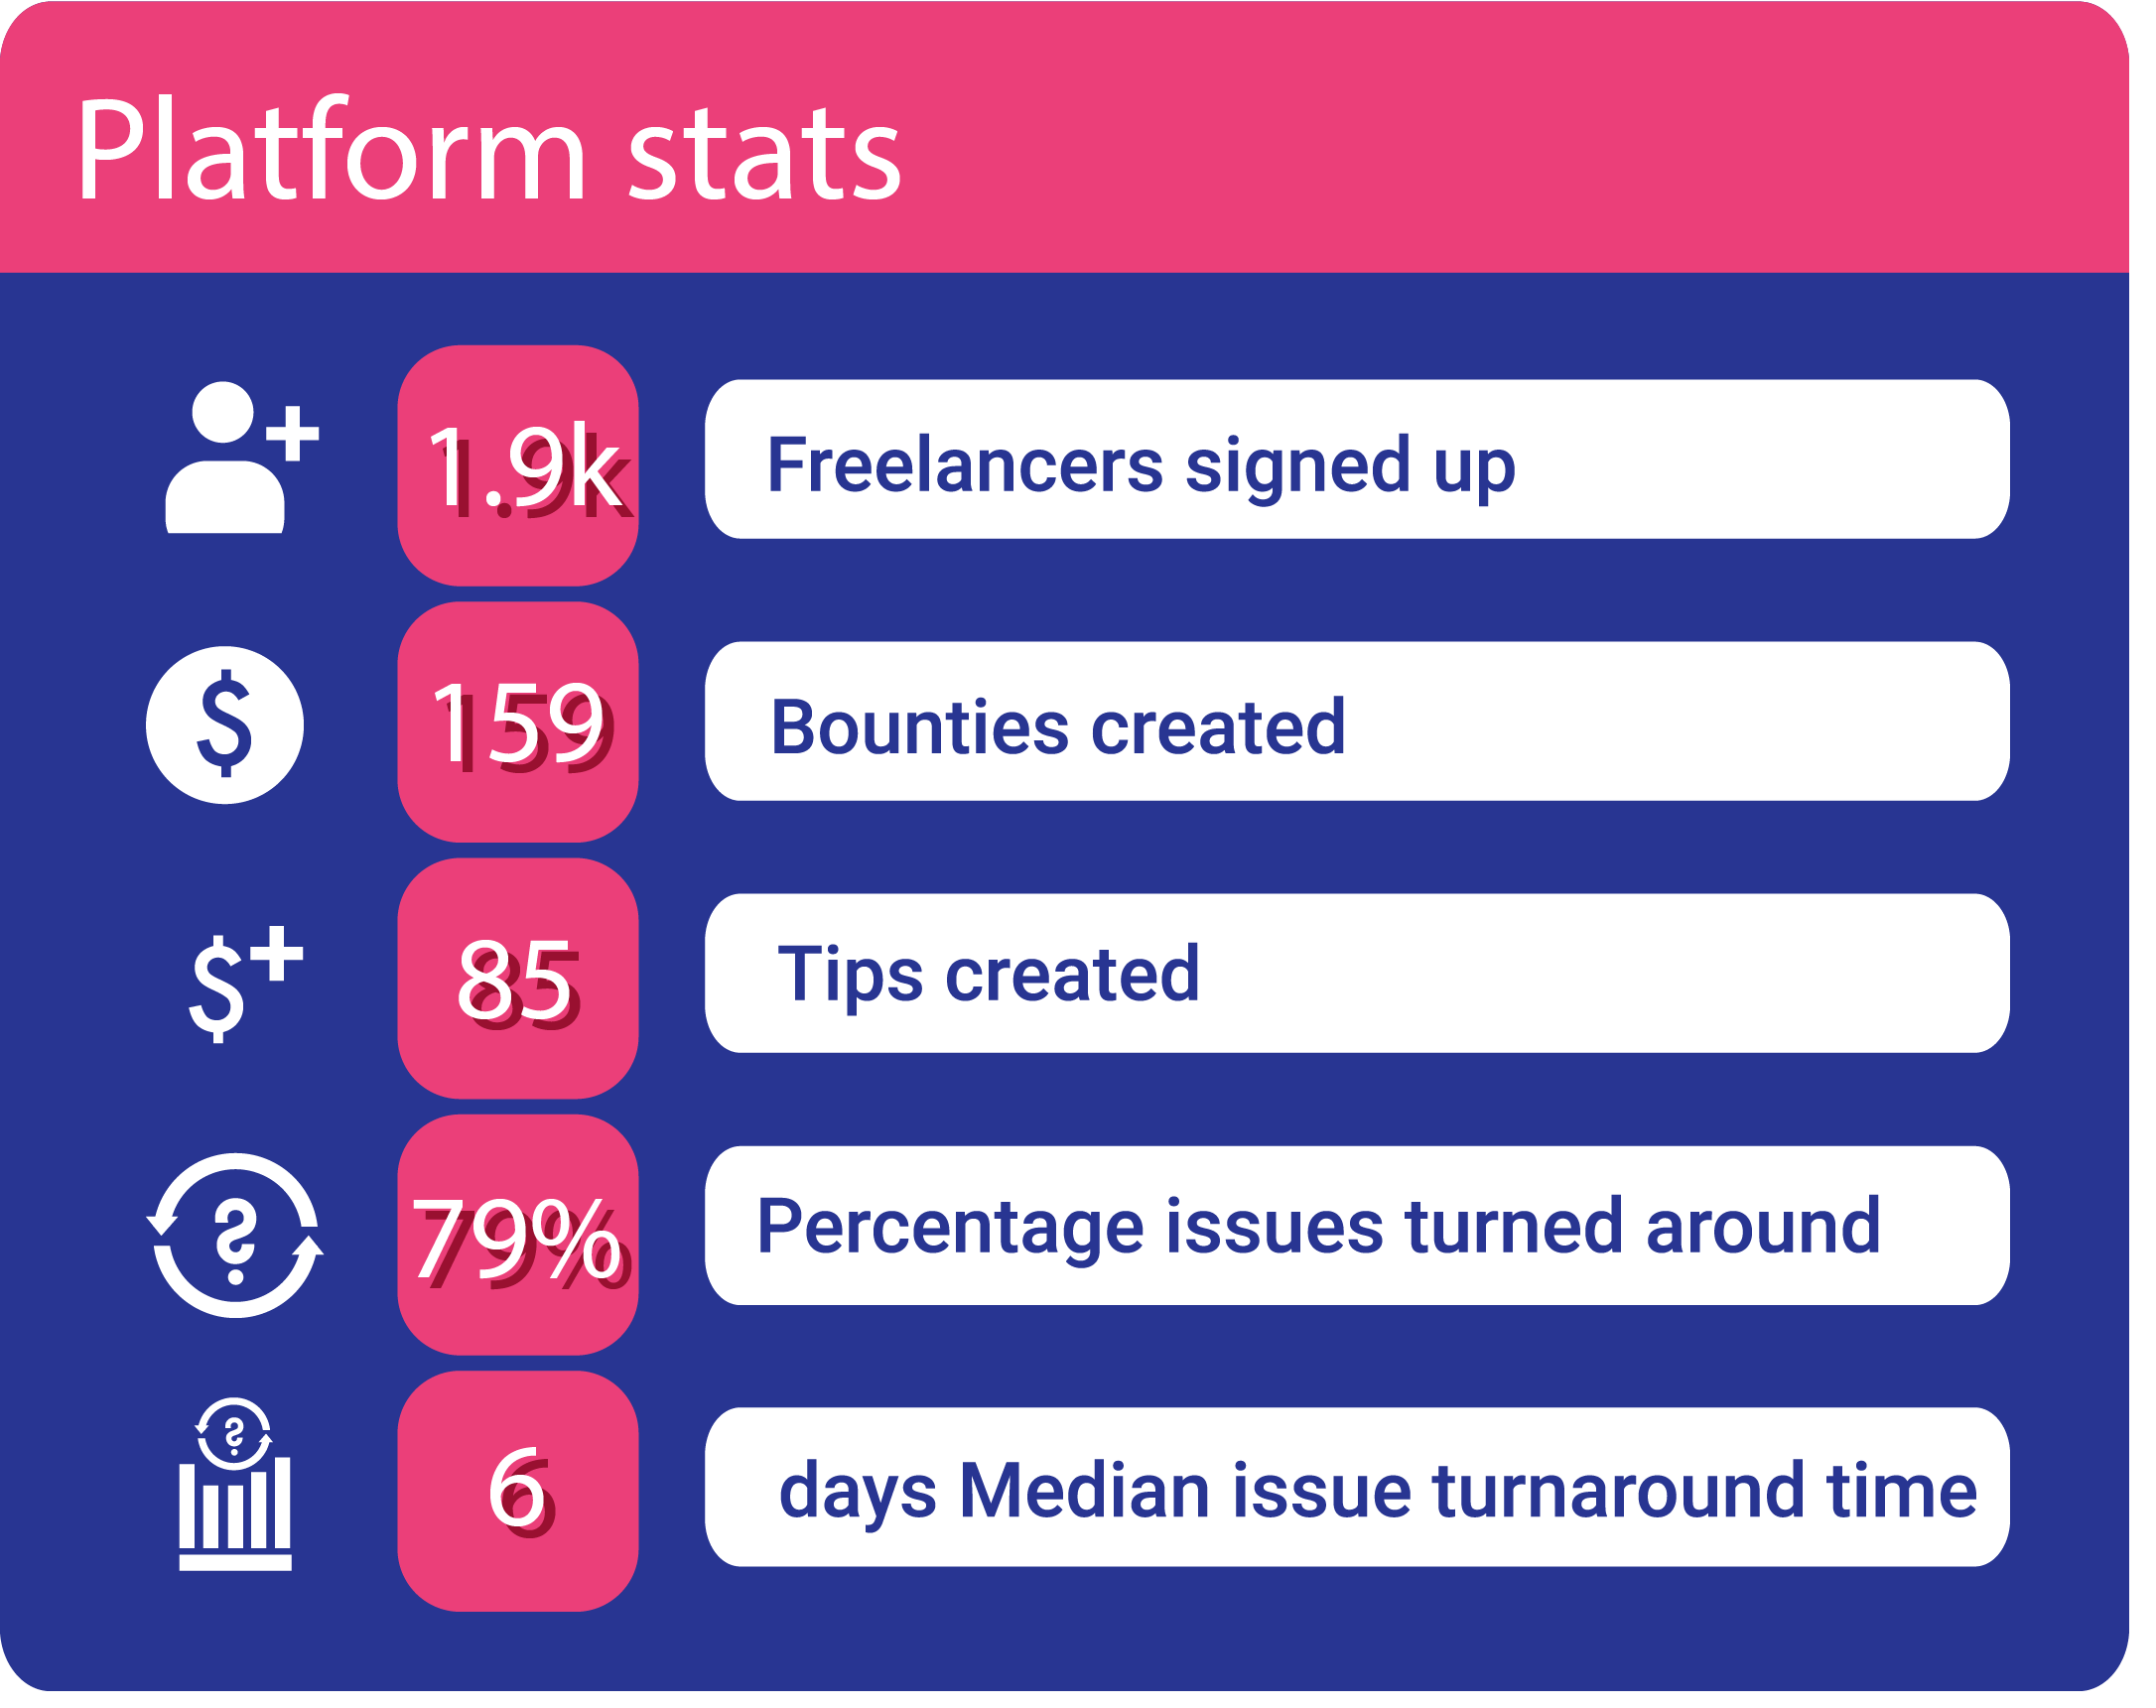 Platform stats
1.9k Freelancers signed up
159 Bounties created
85 Tips created
79% Percentage issues turned around
6 days Median issue turnaround time